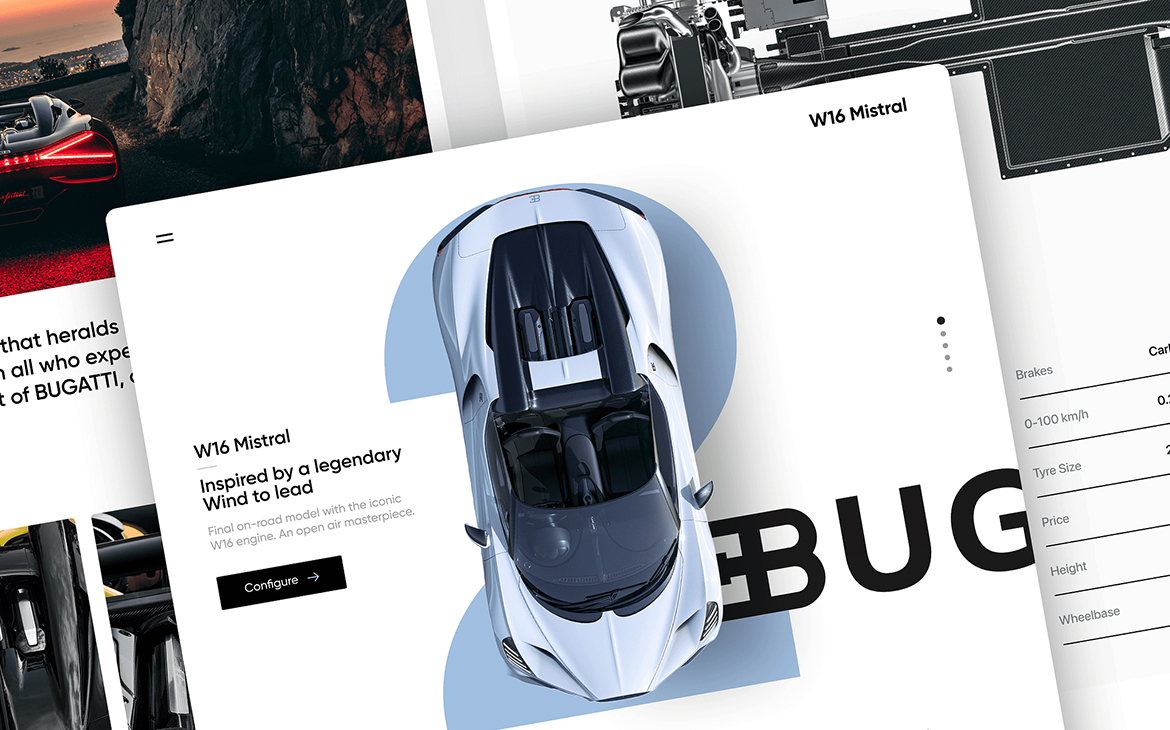 W16 Mistral
that heralds
all who expe
t of BUGATTI,
W16 Mistral
Inspired by a legendary
Wind to lead
Final on-road model with the iconic
W16 engine. An open air masterpiece.
Configure
2
BUG
Brakes
Carl
0-100 km/h
0.
Tyre Size
2
Price
Height
Wheelbase